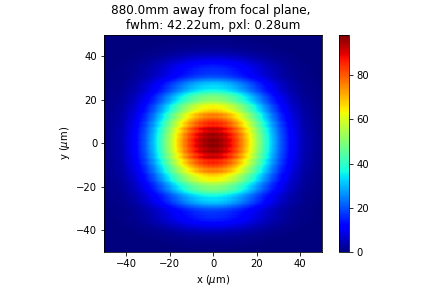 880.0mm away from focal plane,
fwhm: 42.22um, pxl: 0.28um
40
20
0
−20
−40
y (μm)
−40 −20 0 20 40
x (μm)
80
60
40
20
0